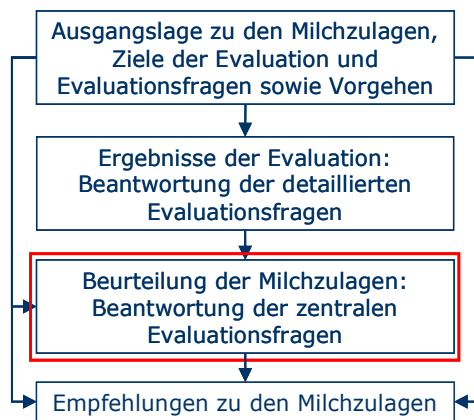 Ausgangslage zu den Milchzulagen,
Ziele der Evaluation und
Evaluationsfragen sowie Vorgehen
Ergebnisse der Evaluation:
Beantwortung der detaillierten
Evaluationsfragen
Beurteilung der Milchzulagen:
Beantwortung der zentralen
Evaluationsfragen
Empfehlungen zu den Milchzulagen